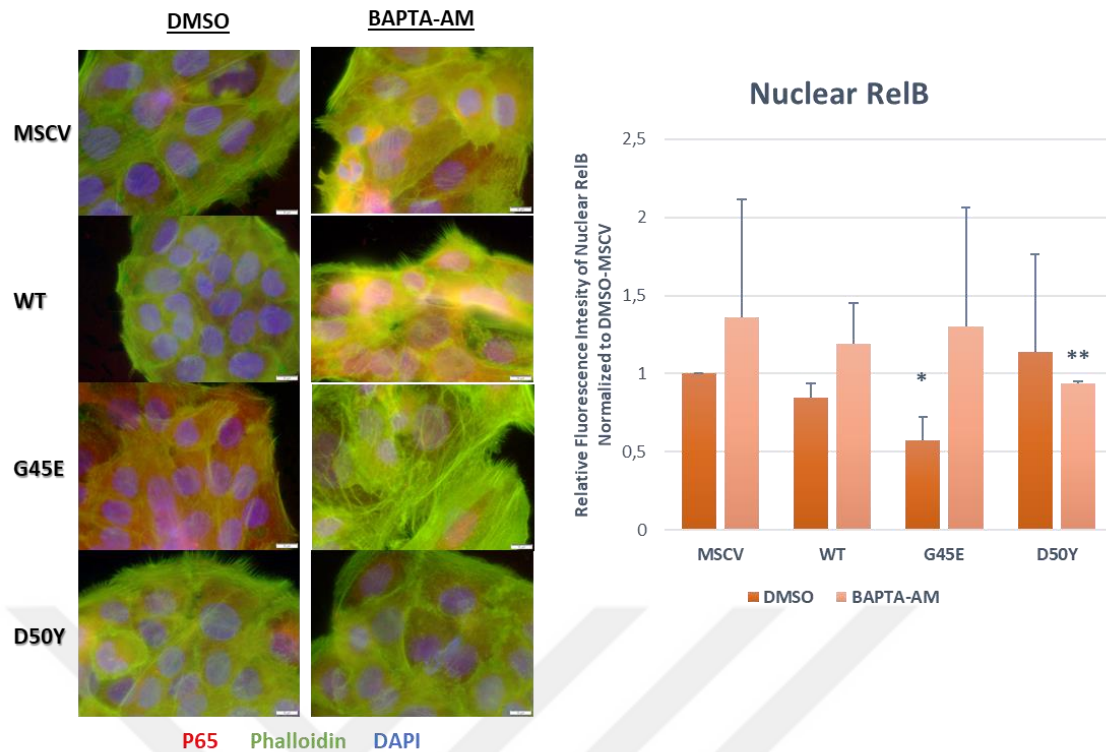 DMSO
BAPTA-AM
MSCV
WT
G45E
D50Y
P65 Phalloidin DAPI
Nuclear RelB
Relative Fluorescence Intesity of Nuclear RelB
Normalized to DMSO-MSCV
2,5
2
1,5
1
0,5
0
*
**
MSCV WT G45E D50Y
DMSO BAPTA-AM